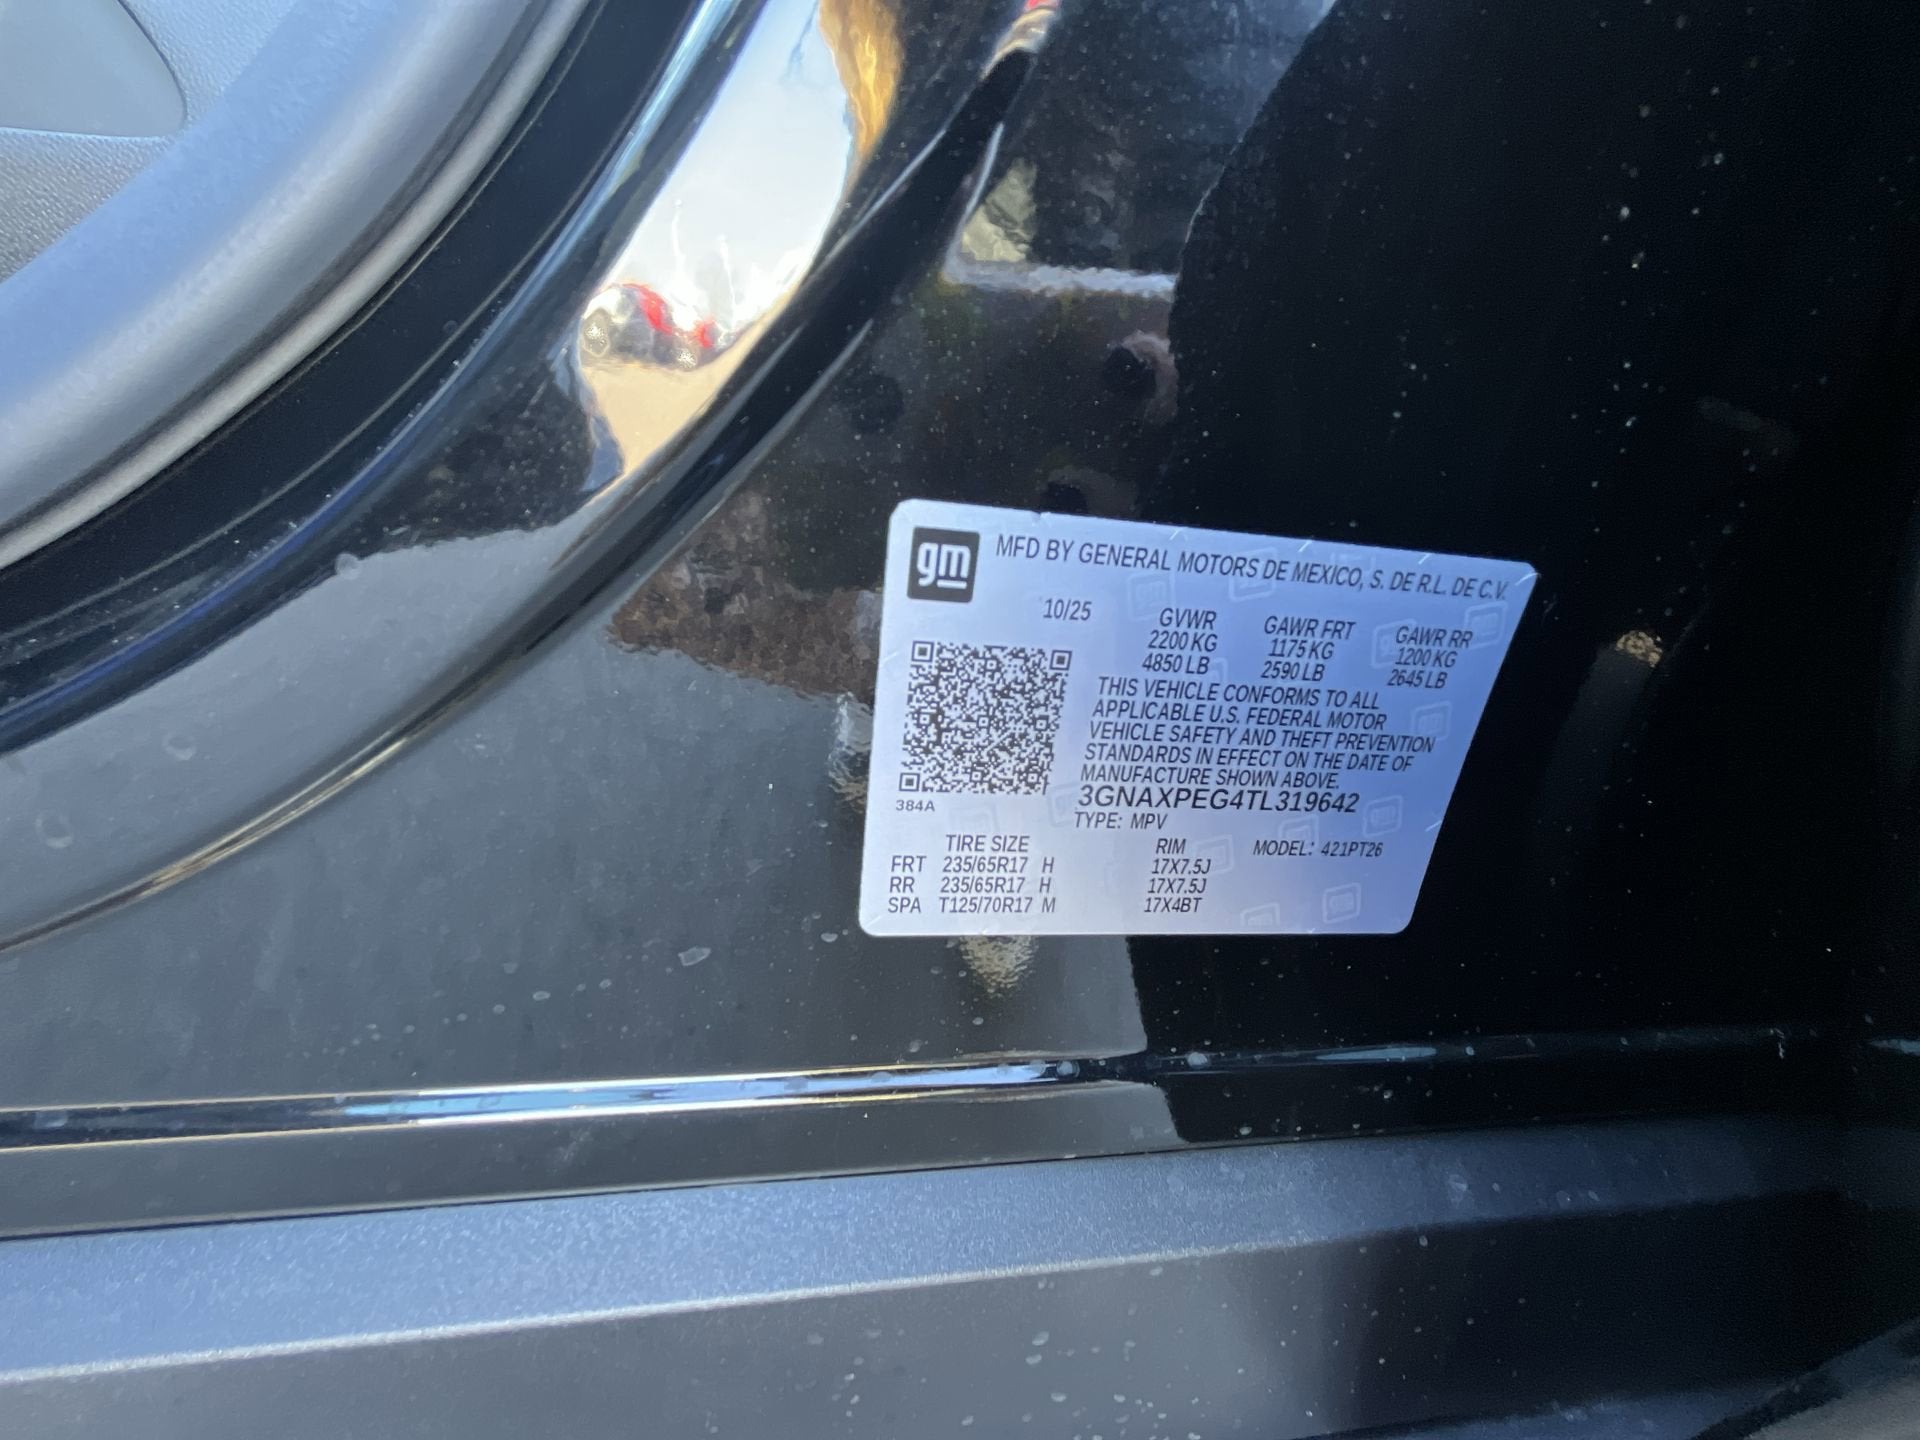 gm MFD BY GENERAL MOTORS DE MEXICO, S. DE R.L. DE C.V.
10/25 GVWR GAWR FRT GAWR RR
2200 KG 1175 KG 1200 KG
4850 LB 2590 LB 2645 LB
THIS VEHICLE CONFORMS TO ALL
APPLICABLE U.S. FEDERAL MOTOR
VEHICLE SAFETY AND THEFT PREVENTION
STANDARDS IN EFFECT ON THE DATE OF
MANUFACTURE SHOWN ABOVE.
384A 3GNAXPEG4TL319642
TYPE: MPV
TIRE SIZE RIM MODEL: 421PT26
FRT 235/65R17 H 17X7.5J
RR 235/65R17 H 17X7.5J
SPA T125/70R17 M 17X4BT